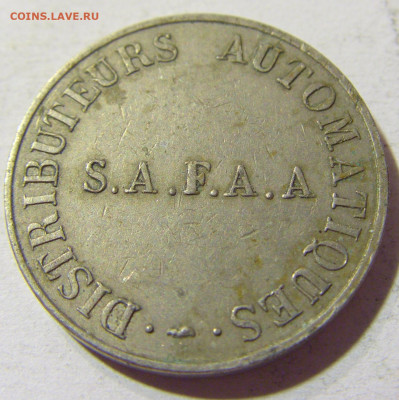 COINS.LAVE.RU
DISTRIBUTEURS AUTOMATIQUES
S.A.F.A.A